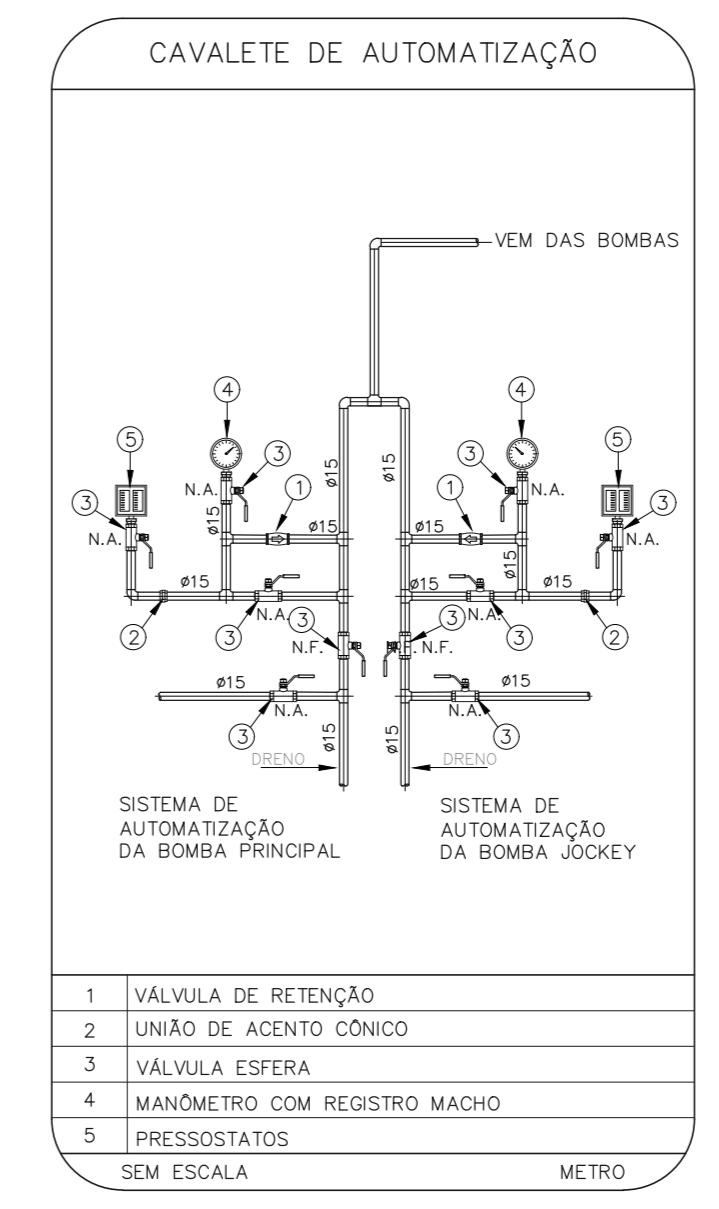 CAVALETE DE AUTOMATIZAÇÃO
VEM DAS BOMBAS
4
4
5
3
3
5
ø15
ø15
3
N.A.
1
1
N.A.
3
N.A.
ø15
ø15
ø15
N.A.
ø15
ø15
ø15
ø15
2
3
N.A.
3
N.F.
N.F.
3
N.A.
3
2
ø15
ø15
N.A.
N.A.
3
3
ø15
ø15
DRENO
DRENO
SISTEMA DE
AUTOMATIZAÇÃO
DA BOMBA PRINCIPAL
SISTEMA DE
AUTOMATIZAÇÃO
DA BOMBA JOCKEY
1 VÁLVULA DE RETENÇÃO
2 UNIÃO DE ACENTO CÔNICO
3 VÁLVULA ESFERA
4 MANÔMETRO COM REGISTRO MACHO
5 PRESSOSTATOS
SEM ESCALA METRO